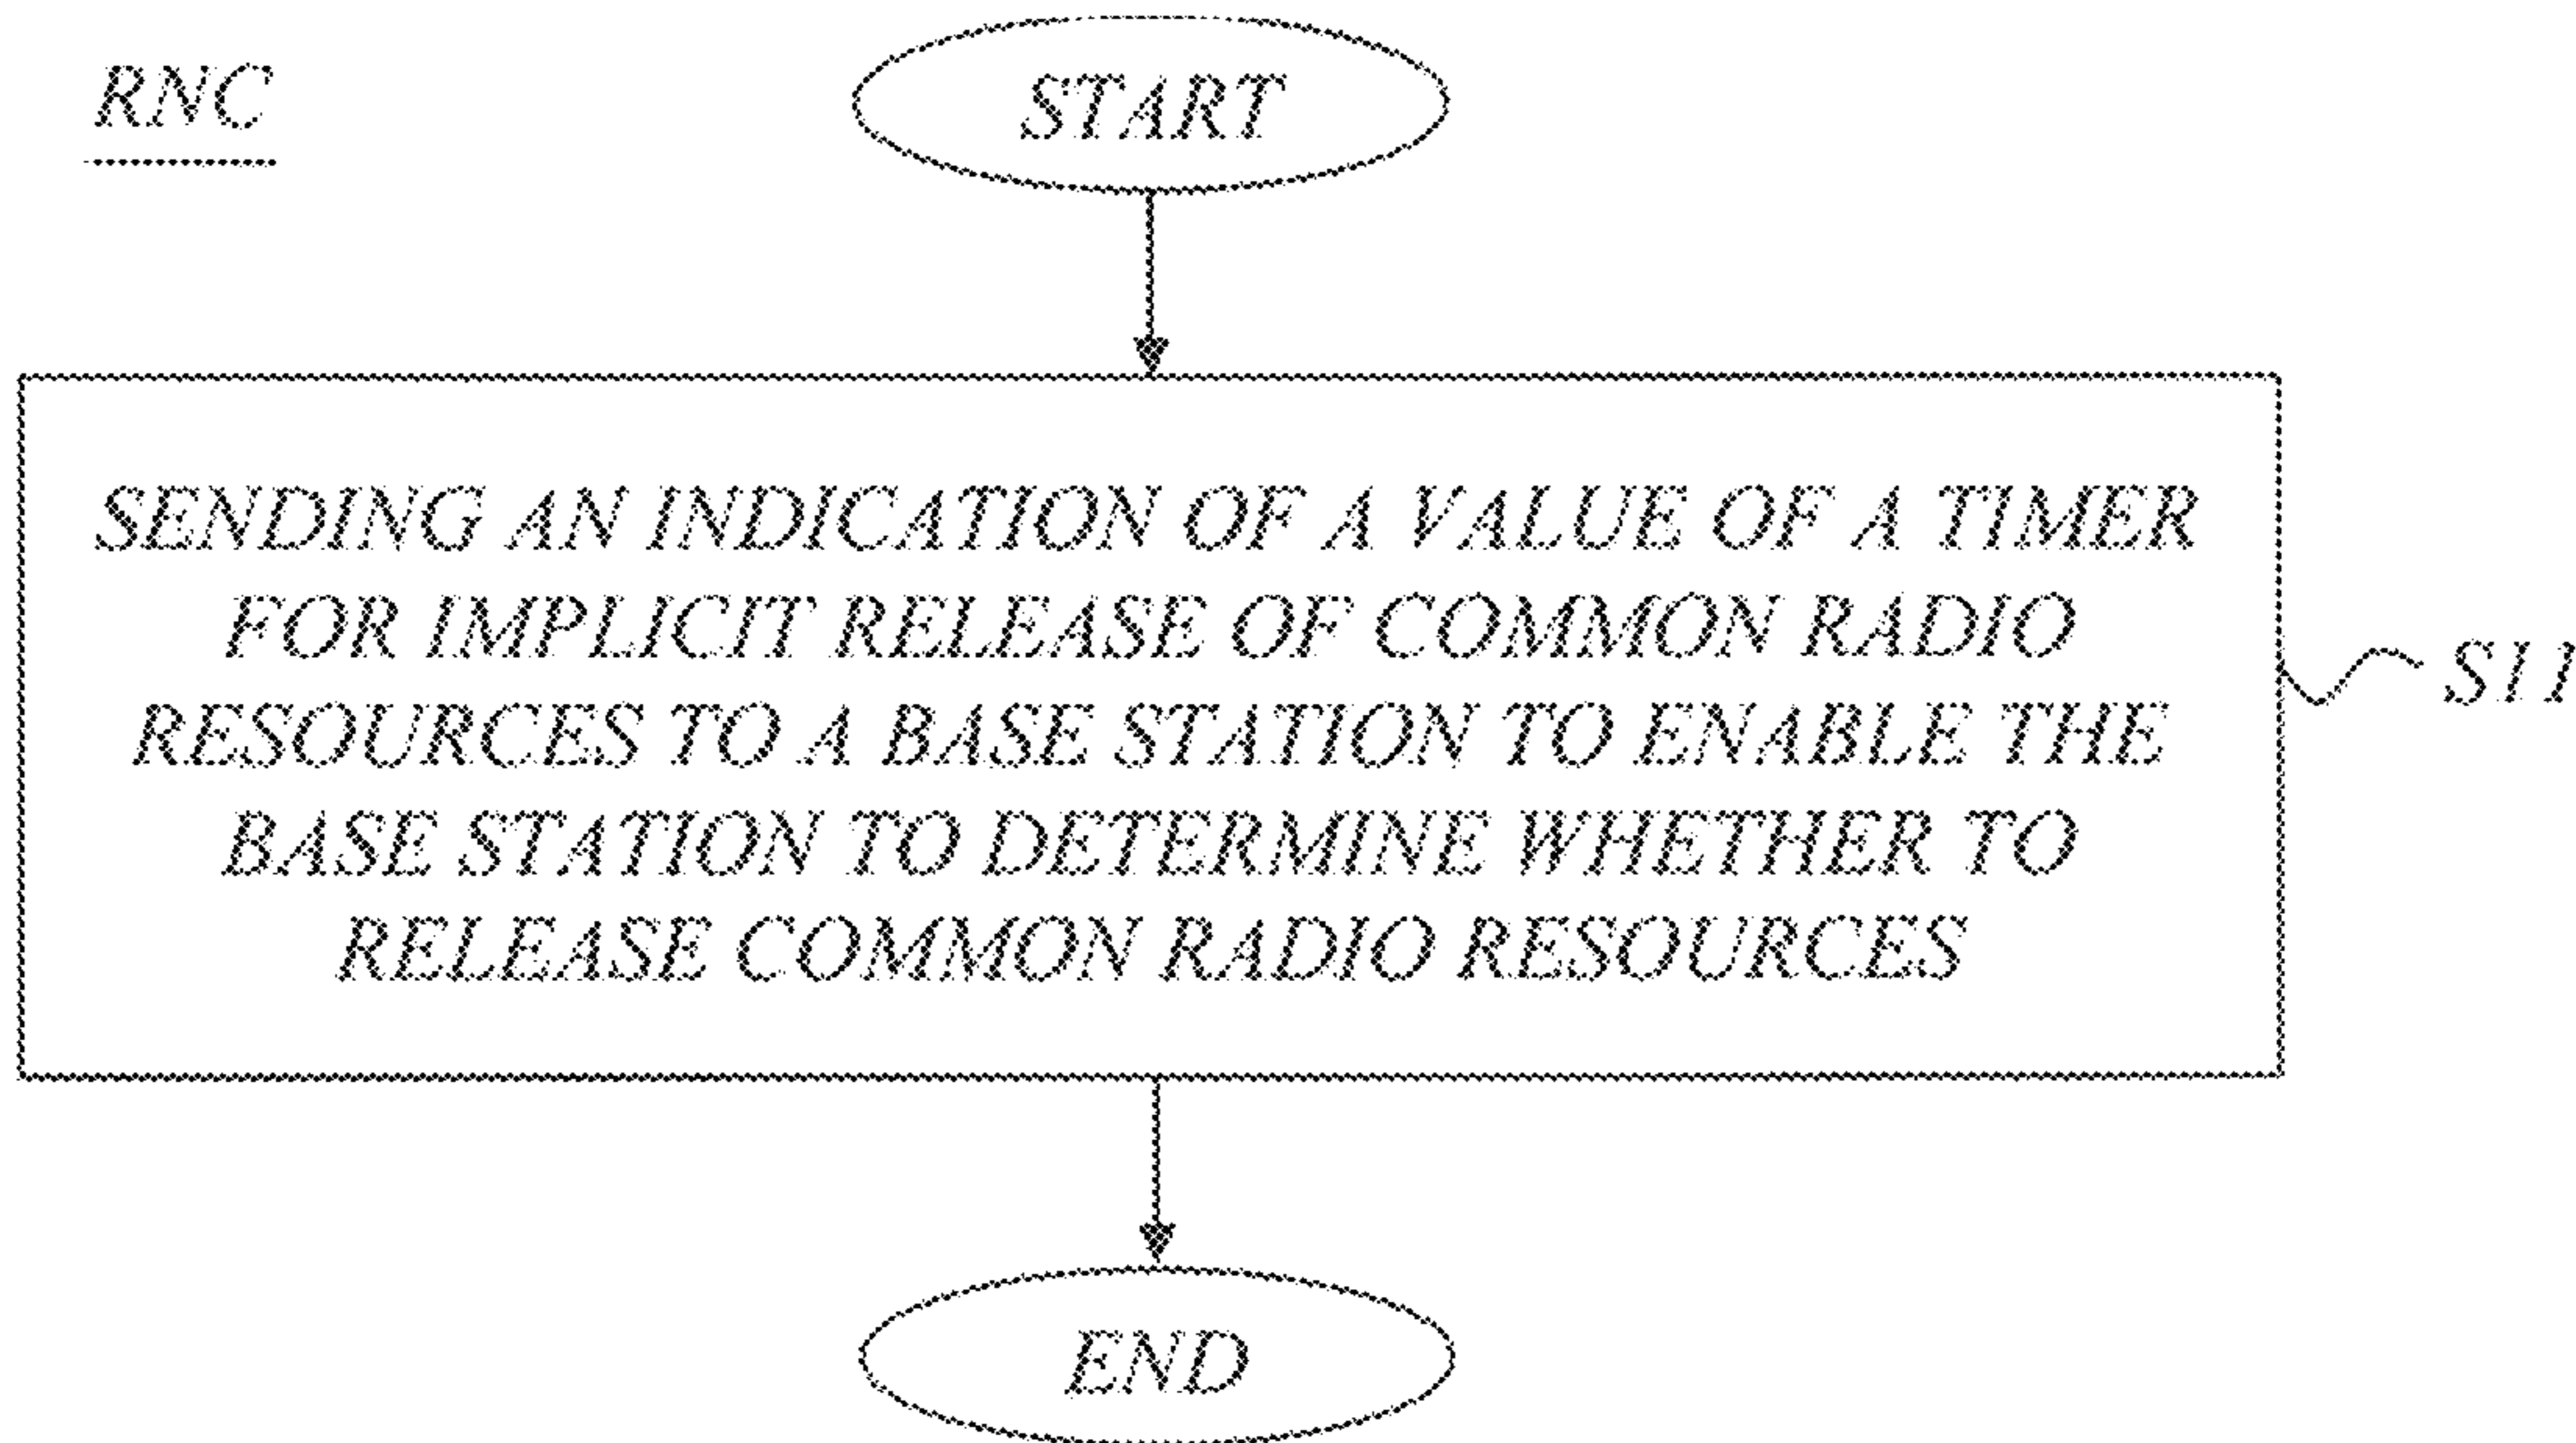 RNC
START
SENDING AN INDICATION OF A VALUE OF A TIMER
FOR IMPLICIT RELEASE OF COMMON RADIO
RESOURCES TO A BASE STATION TO ENABLE THE
BASE STATION TO DETERMINE WHETHER TO
RELEASE COMMON RADIO RESOURCES
S11
END